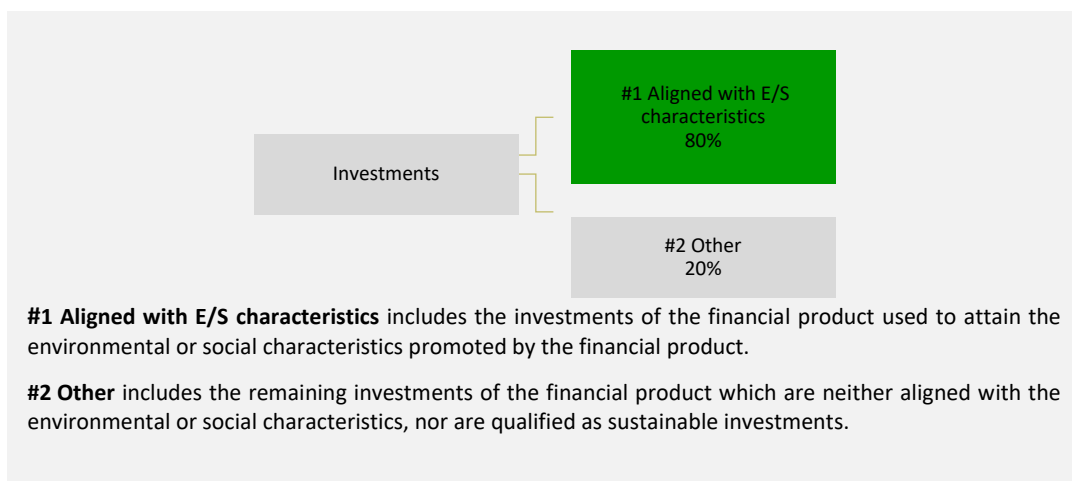 #1 Aligned with E/S
characteristics
80%
Investments
#2 Other
20%
#1 Aligned with E/S characteristics includes the investments of the financial product used to attain the
environmental or social characteristics promoted by the financial product.
#2 Other includes the remaining investments of the financial product which are neither aligned with the
environmental or social characteristics, nor are qualified as sustainable investments.